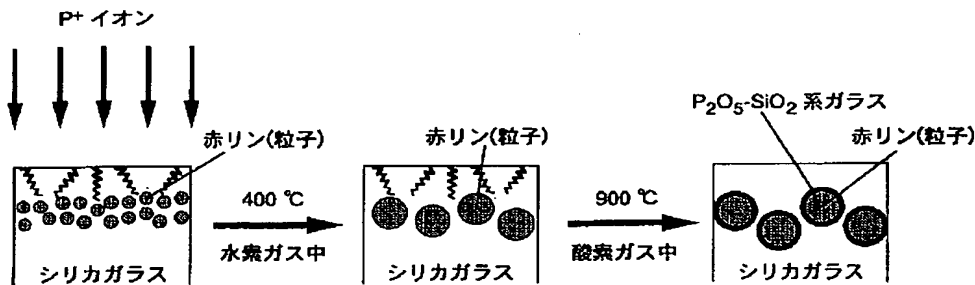 P⁺ イオン
赤リン(粒子)
シリカガラス
400 ℃
水素ガス中
赤リン(粒子)
シリカガラス
900 ℃
酸素ガス中
P₂O₅-SiO₂ 系ガラス
赤リン(粒子)
シリカガラス